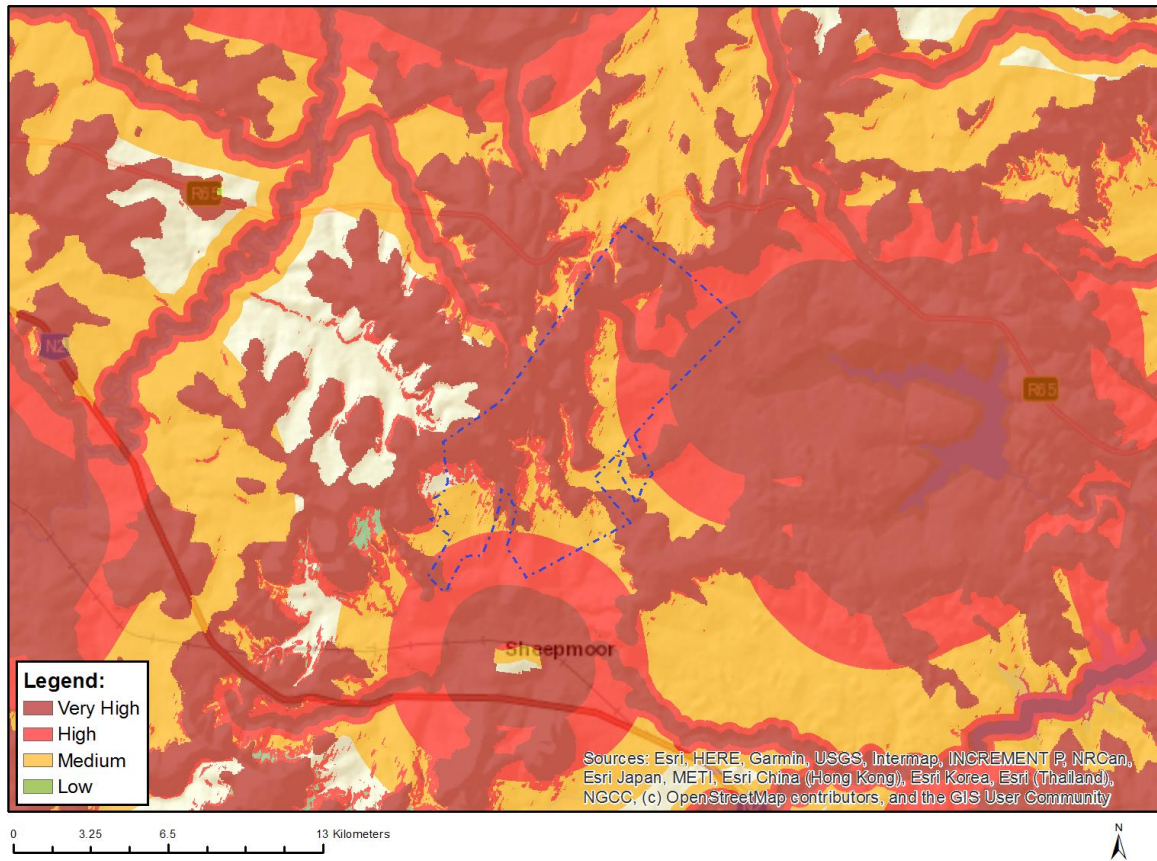 R65
N2
R65
Sheepmoor
Legend:
Very High
High
Medium
Low
Sources: Esri, HERE, Garmin, USGS, Intermap, INCREMENT P, NRCan,
Esri Japan, METI, Esri China (Hong Kong), Esri Korea, Esri (Thailand),
NGCC, (c) OpenStreetMap contributors, and the GIS User Community
0 3.25 6.5 13 Kilometers
N